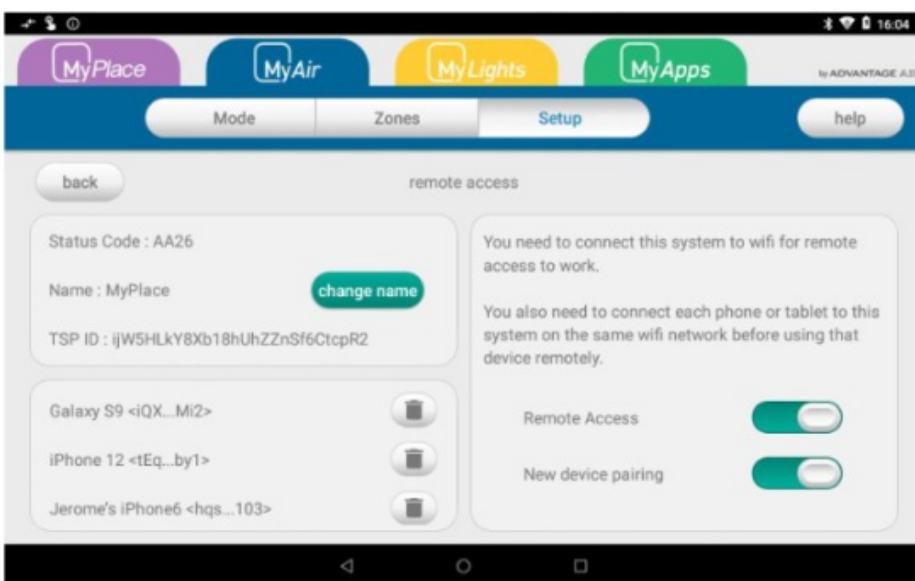 16:04
MyPlace
MyAir
MyLights
MyApps
by ADVANTAGE AIR
Mode
Zones
Setup
help
back
remote access
Status Code : AA26
Name : MyPlace
change name
TSP ID : ijW5HLkY8Xb18hUhZZnSf6CtcpR2
Galaxy S9 <iQX...Mi2>
iPhone 12 <tEq...by1>
Jerome's iPhone6 <hqs...103>
You need to connect this system to wifi for remote
access to work.
You also need to connect each phone or tablet to this
system on the same wifi network before using that
device remotely.
Remote Access
New device pairing